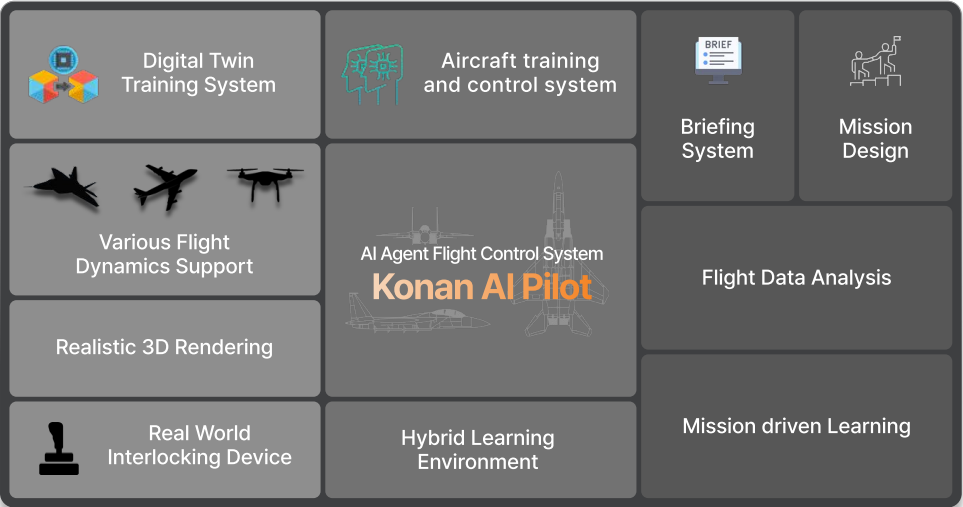 Digital Twin
Training System
Aircraft training
and control system
BRIEF
Briefing
System
Mission
Design
Various Flight
Dynamics Support
AI Agent Flight Control System
Konan AI Pilot
Flight Data Analysis
Realistic 3D Rendering
Real World
Interlocking Device
Hybrid Learning
Environment
Mission driven Learning